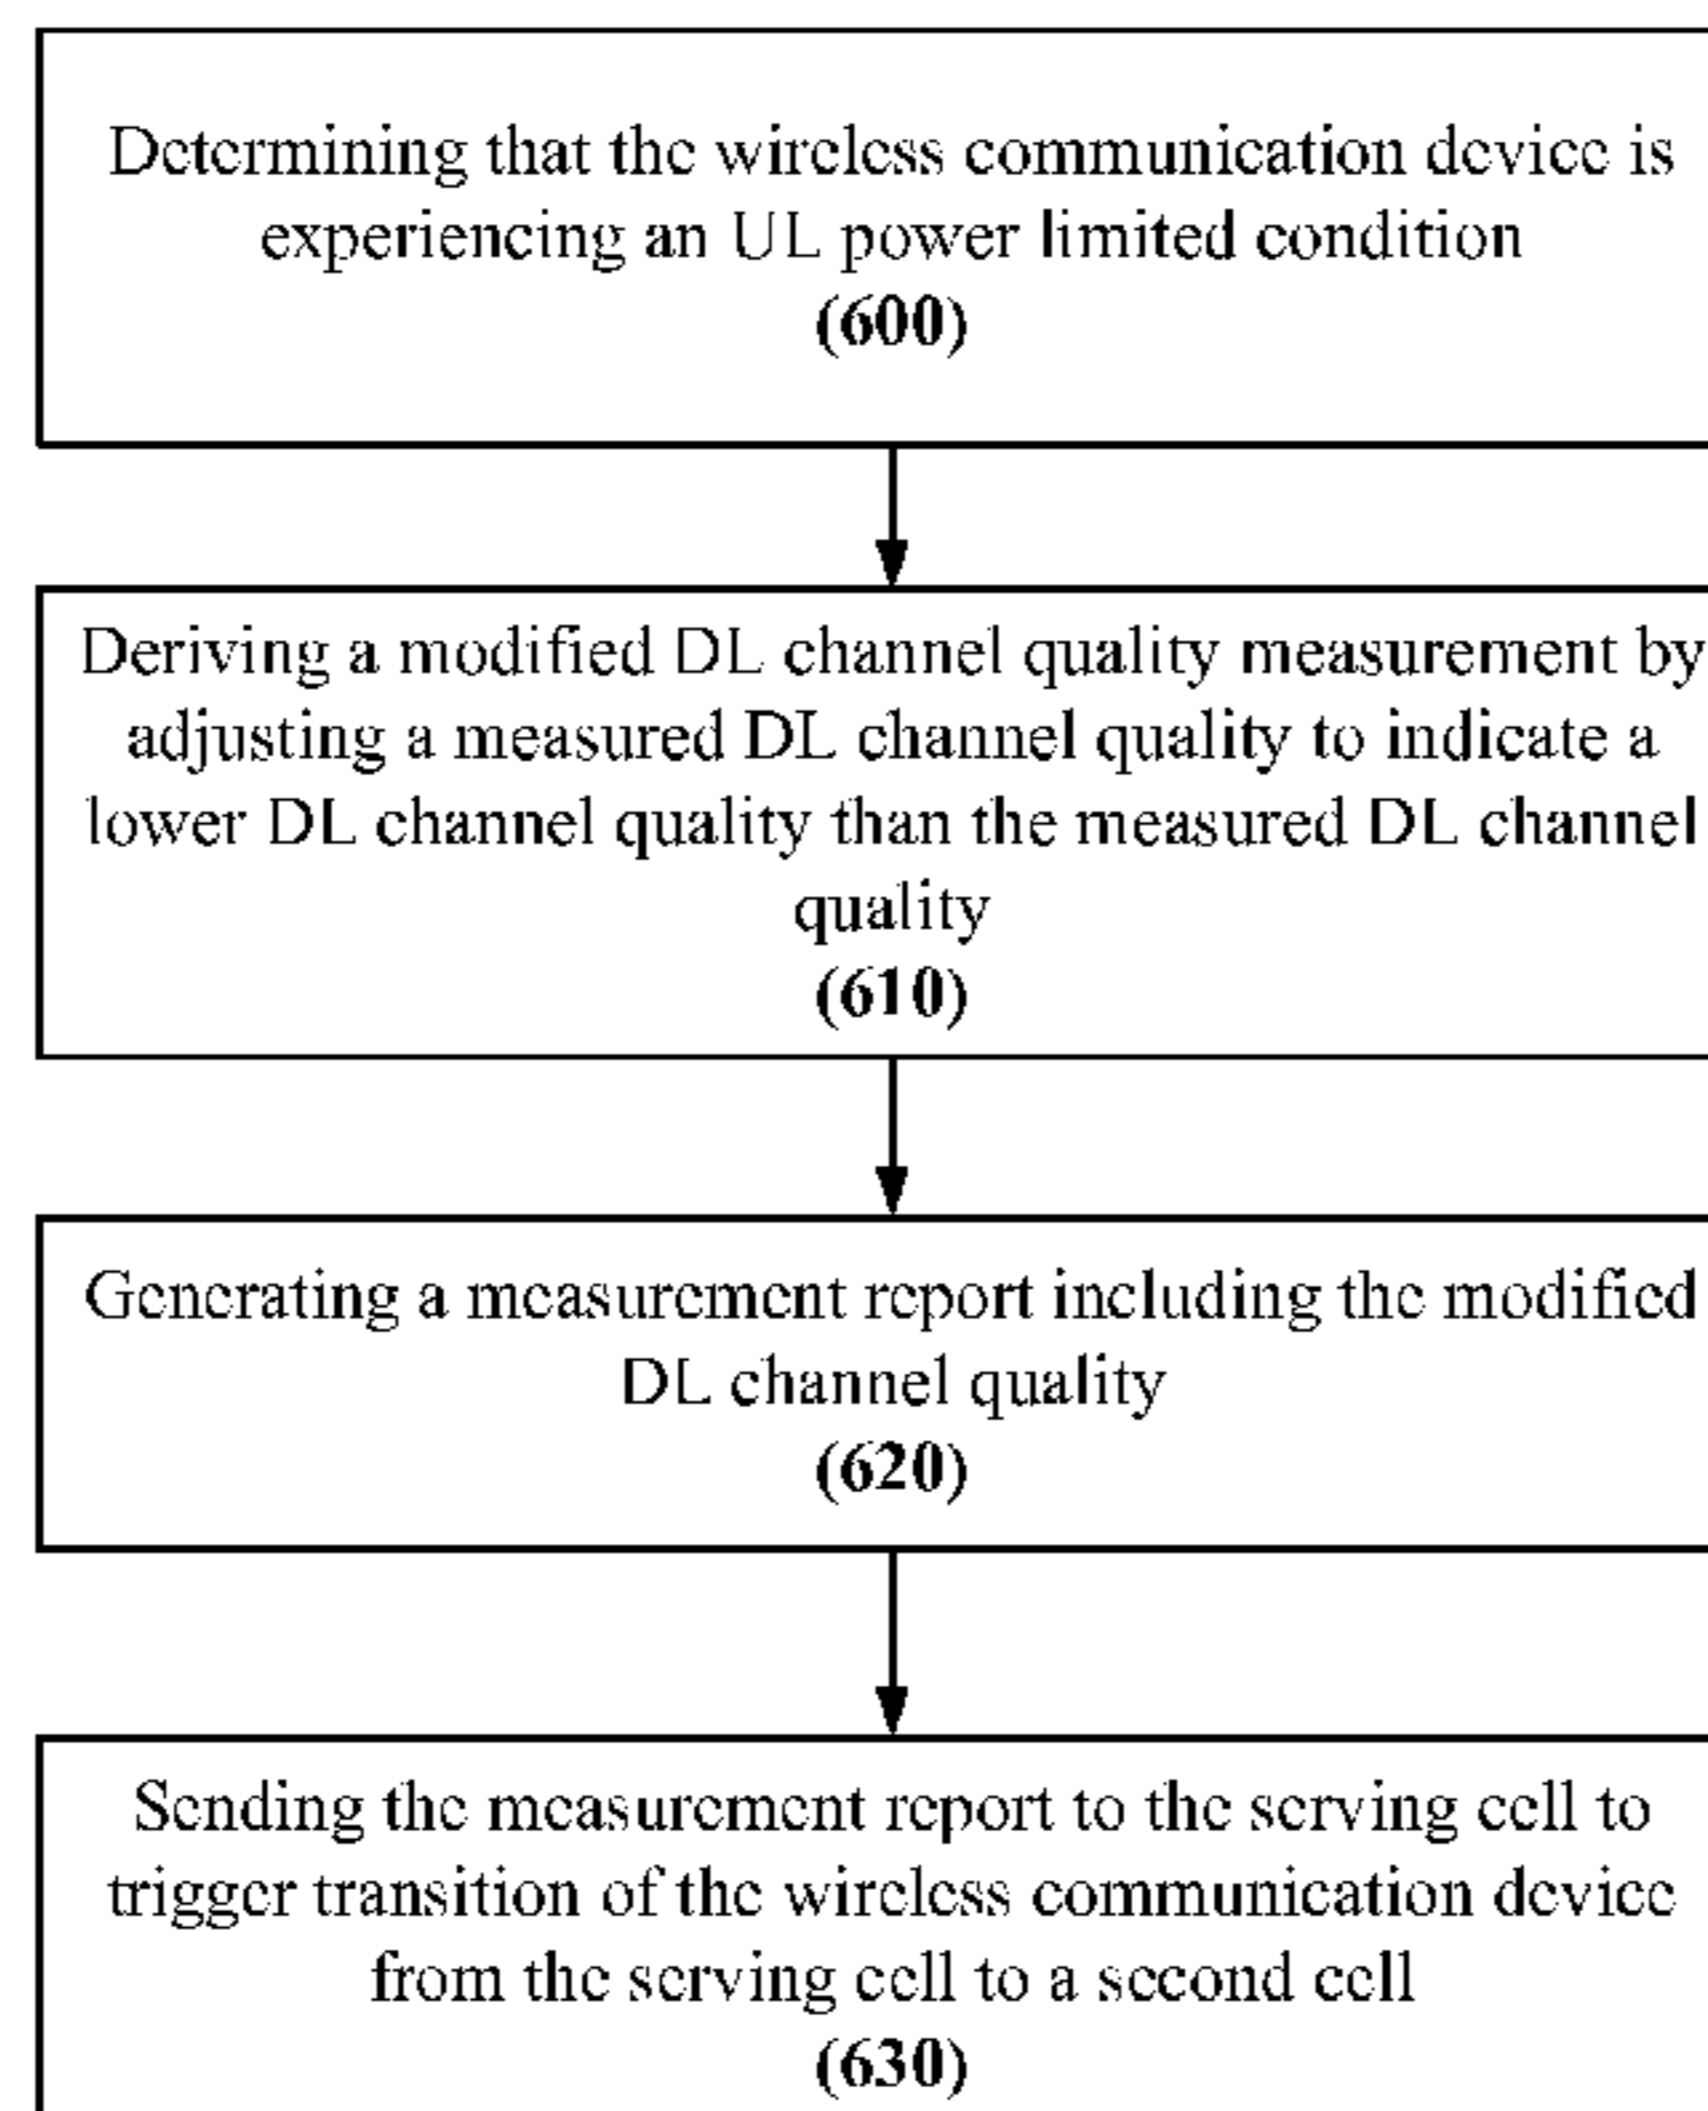 Determining that the wireless communication device is
experiencing an UL power limited condition
(600)
Deriving a modified DL channel quality measurement by
adjusting a measured DL channel quality to indicate a
lower DL channel quality than the measured DL channel
quality
(610)
Generating a measurement report including the modified
DL channel quality
(620)
Sending the measurement report to the serving cell to
trigger transition of the wireless communication device
from the serving cell to a second cell
(630)